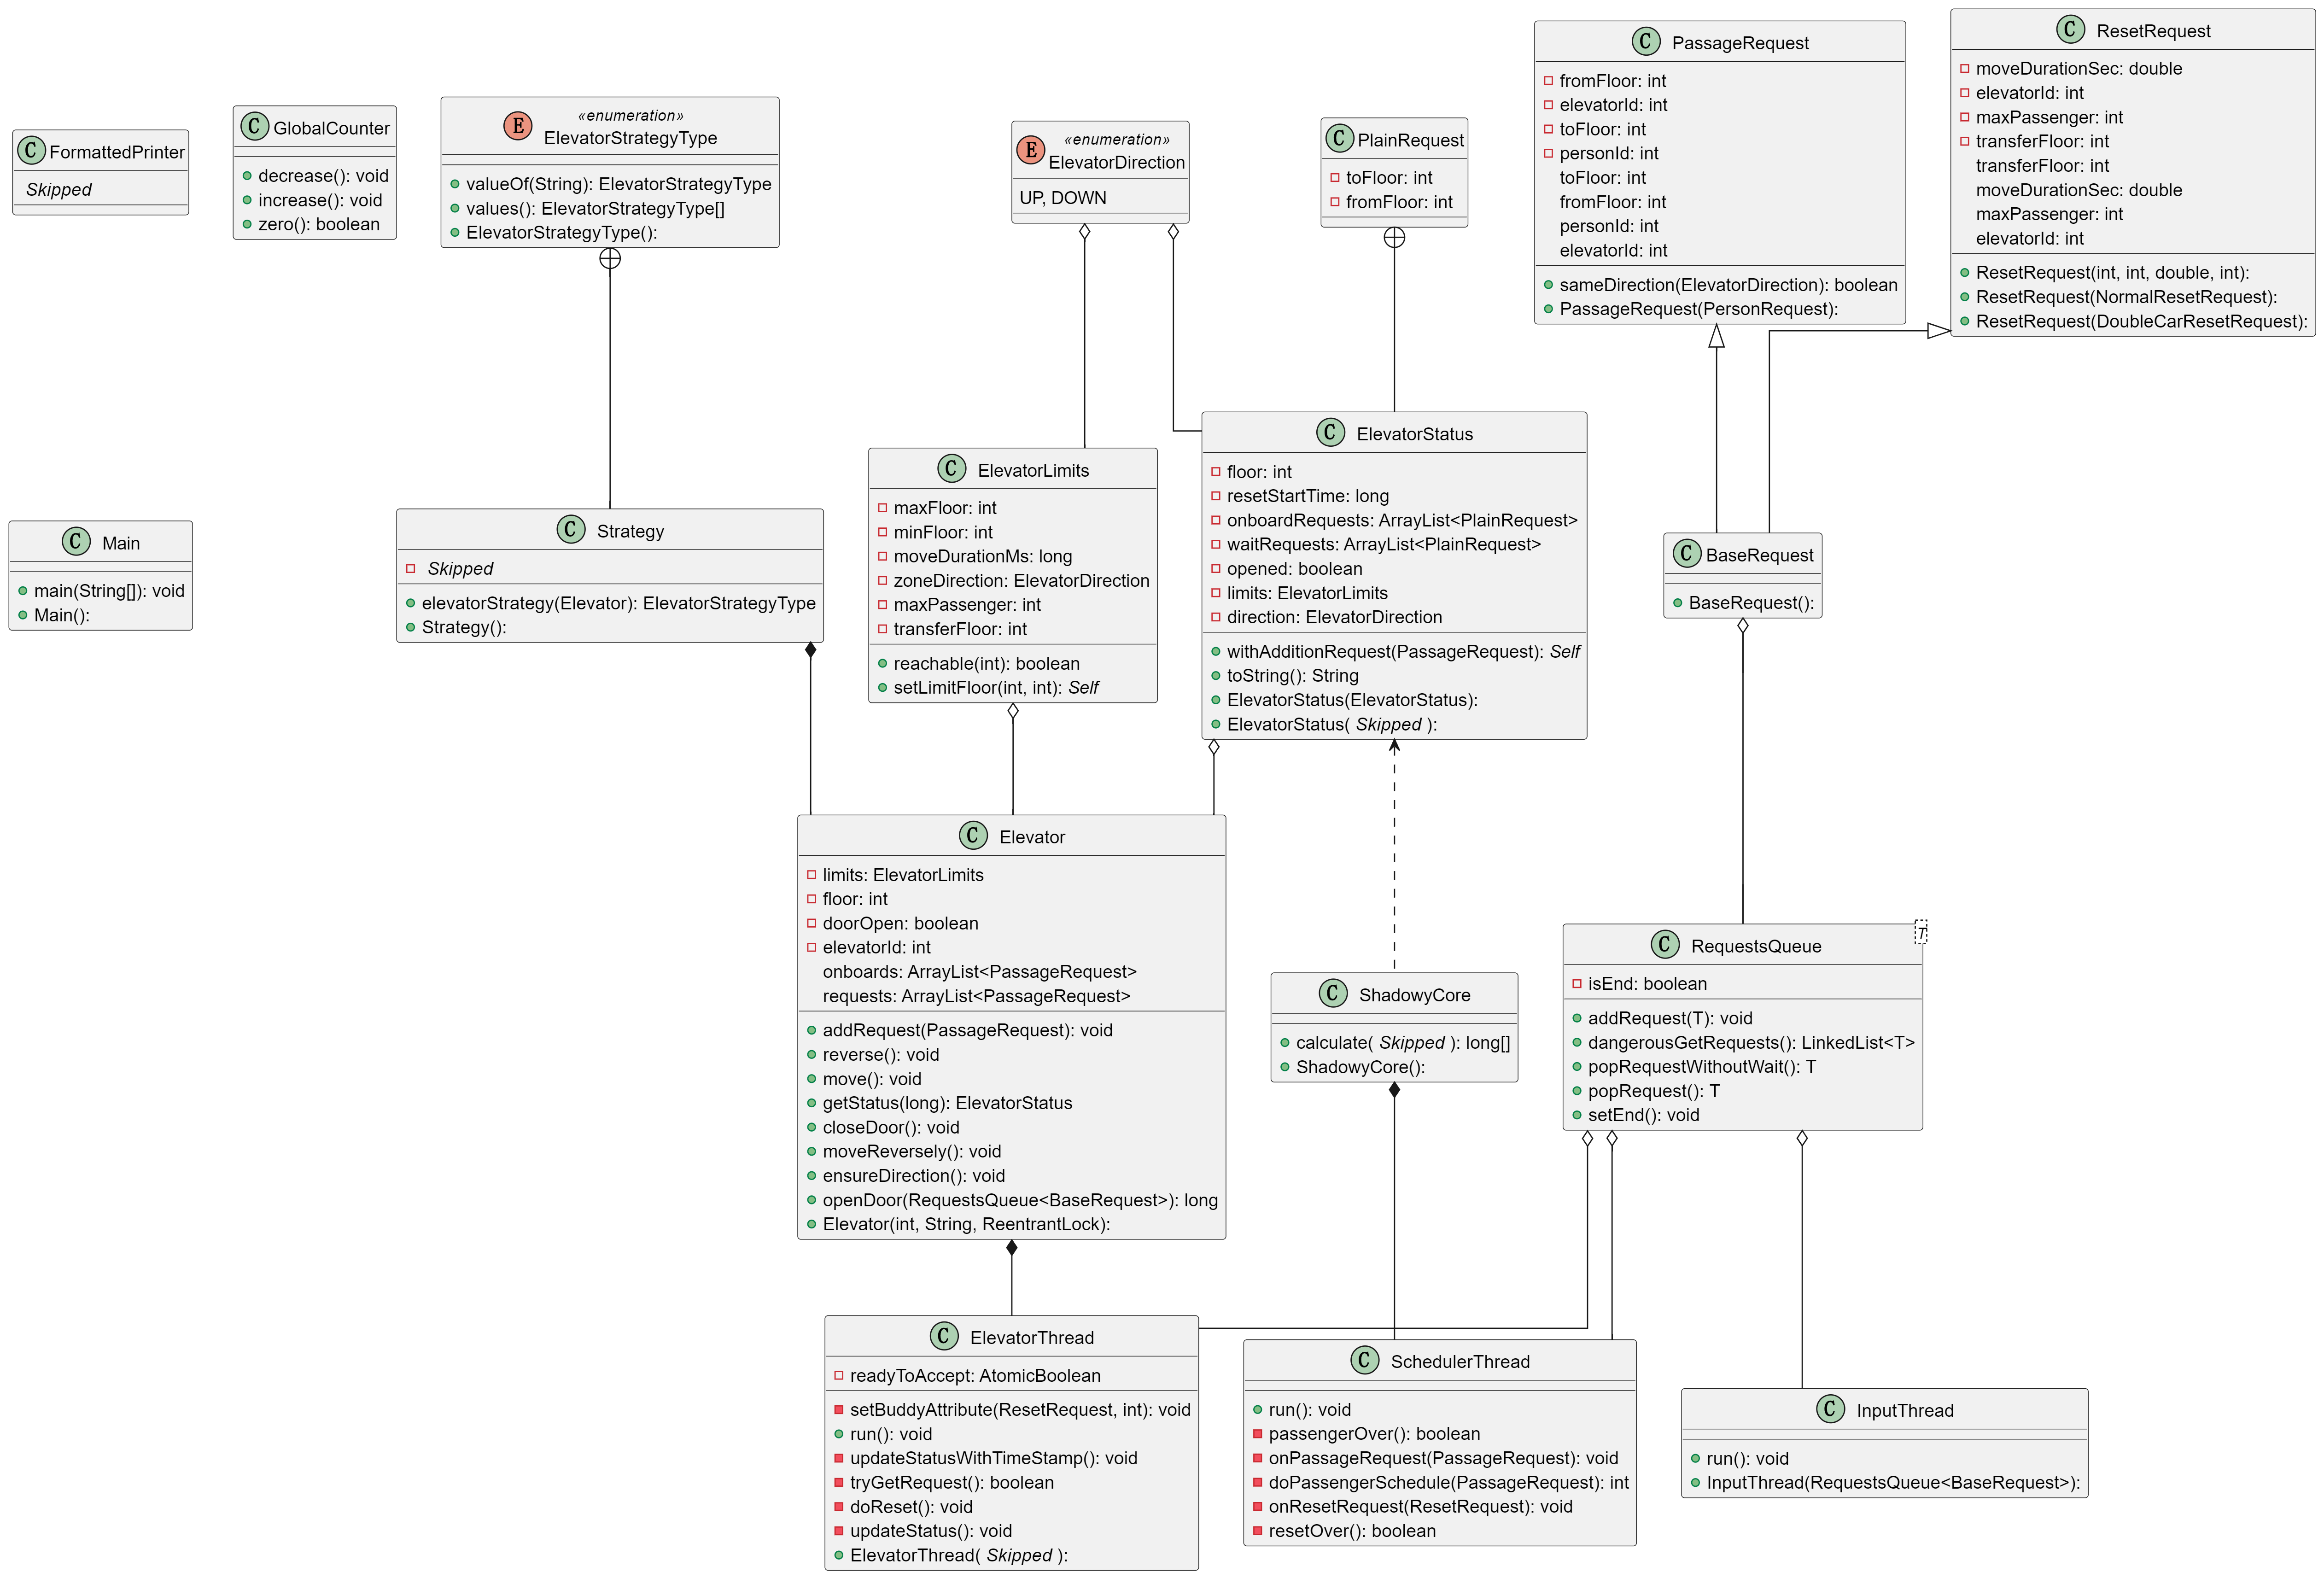 C FormattedPrinter
Skipped
C GlobalCounter
decrease(): void
increase(): void
zero(): boolean
«enumeration»
E ElevatorStrategyType
valueOf(String): ElevatorStrategyType
values(): ElevatorStrategyType[]
ElevatorStrategyType():
«enumeration»
E ElevatorDirection
UP, DOWN
C PlainRequest
toFloor: int
fromFloor: int
C PassageRequest
fromFloor: int
elevatorId: int
toFloor: int
personId: int
toFloor: int
fromFloor: int
personId: int
elevatorId: int
sameDirection(ElevatorDirection): boolean
PassageRequest(PersonRequest):
C ResetRequest
moveDurationSec: double
elevatorId: int
maxPassenger: int
transferFloor: int
transferFloor: int
moveDurationSec: double
maxPassenger: int
elevatorId: int
ResetRequest(int, int, double, int):
ResetRequest(NormalResetRequest):
ResetRequest(DoubleCarResetRequest):
C Main
main(String[]): void
Main():
C Strategy
Skipped
elevatorStrategy(Elevator): ElevatorStrategyType
Strategy():
C ElevatorLimits
maxFloor: int
minFloor: int
moveDurationMs: long
zoneDirection: ElevatorDirection
maxPassenger: int
transferFloor: int
reachable(int): boolean
setLimitFloor(int, int): Self
C ElevatorStatus
floor: int
resetStartTime: long
onboardRequests: ArrayList<PlainRequest>
waitRequests: ArrayList<PlainRequest>
opened: boolean
limits: ElevatorLimits
direction: ElevatorDirection
withAdditionRequest(PassageRequest): Self
toString(): String
ElevatorStatus(ElevatorStatus):
ElevatorStatus( Skipped ):
C BaseRequest
BaseRequest():
C Elevator
limits: ElevatorLimits
floor: int
doorOpen: boolean
elevatorId: int
onboards: ArrayList<PassageRequest>
requests: ArrayList<PassageRequest>
addRequest(PassageRequest): void
reverse(): void
move(): void
getStatus(long): ElevatorStatus
closeDoor(): void
moveReversely(): void
ensureDirection(): void
openDoor(RequestsQueue<BaseRequest>): long
Elevator(int, String, ReentrantLock):
C ShadowyCore
calculate( Skipped ): long[]
ShadowyCore():
C RequestsQueue T
isEnd: boolean
addRequest(T): void
dangerousGetRequests(): LinkedList<T>
popRequestWithoutWait(): T
popRequest(): T
setEnd(): void
C ElevatorThread
readyToAccept: AtomicBoolean
setBuddyAttribute(ResetRequest, int): void
run(): void
updateStatusWithTimeStamp(): void
tryGetRequest(): boolean
doReset(): void
updateStatus(): void
ElevatorThread( Skipped ):
C SchedulerThread
run(): void
passengerOver(): boolean
onPassageRequest(PassageRequest): void
doPassengerSchedule(PassageRequest): int
onResetRequest(ResetRequest): void
resetOver(): boolean
C InputThread
run(): void
InputThread(RequestsQueue<BaseRequest>):